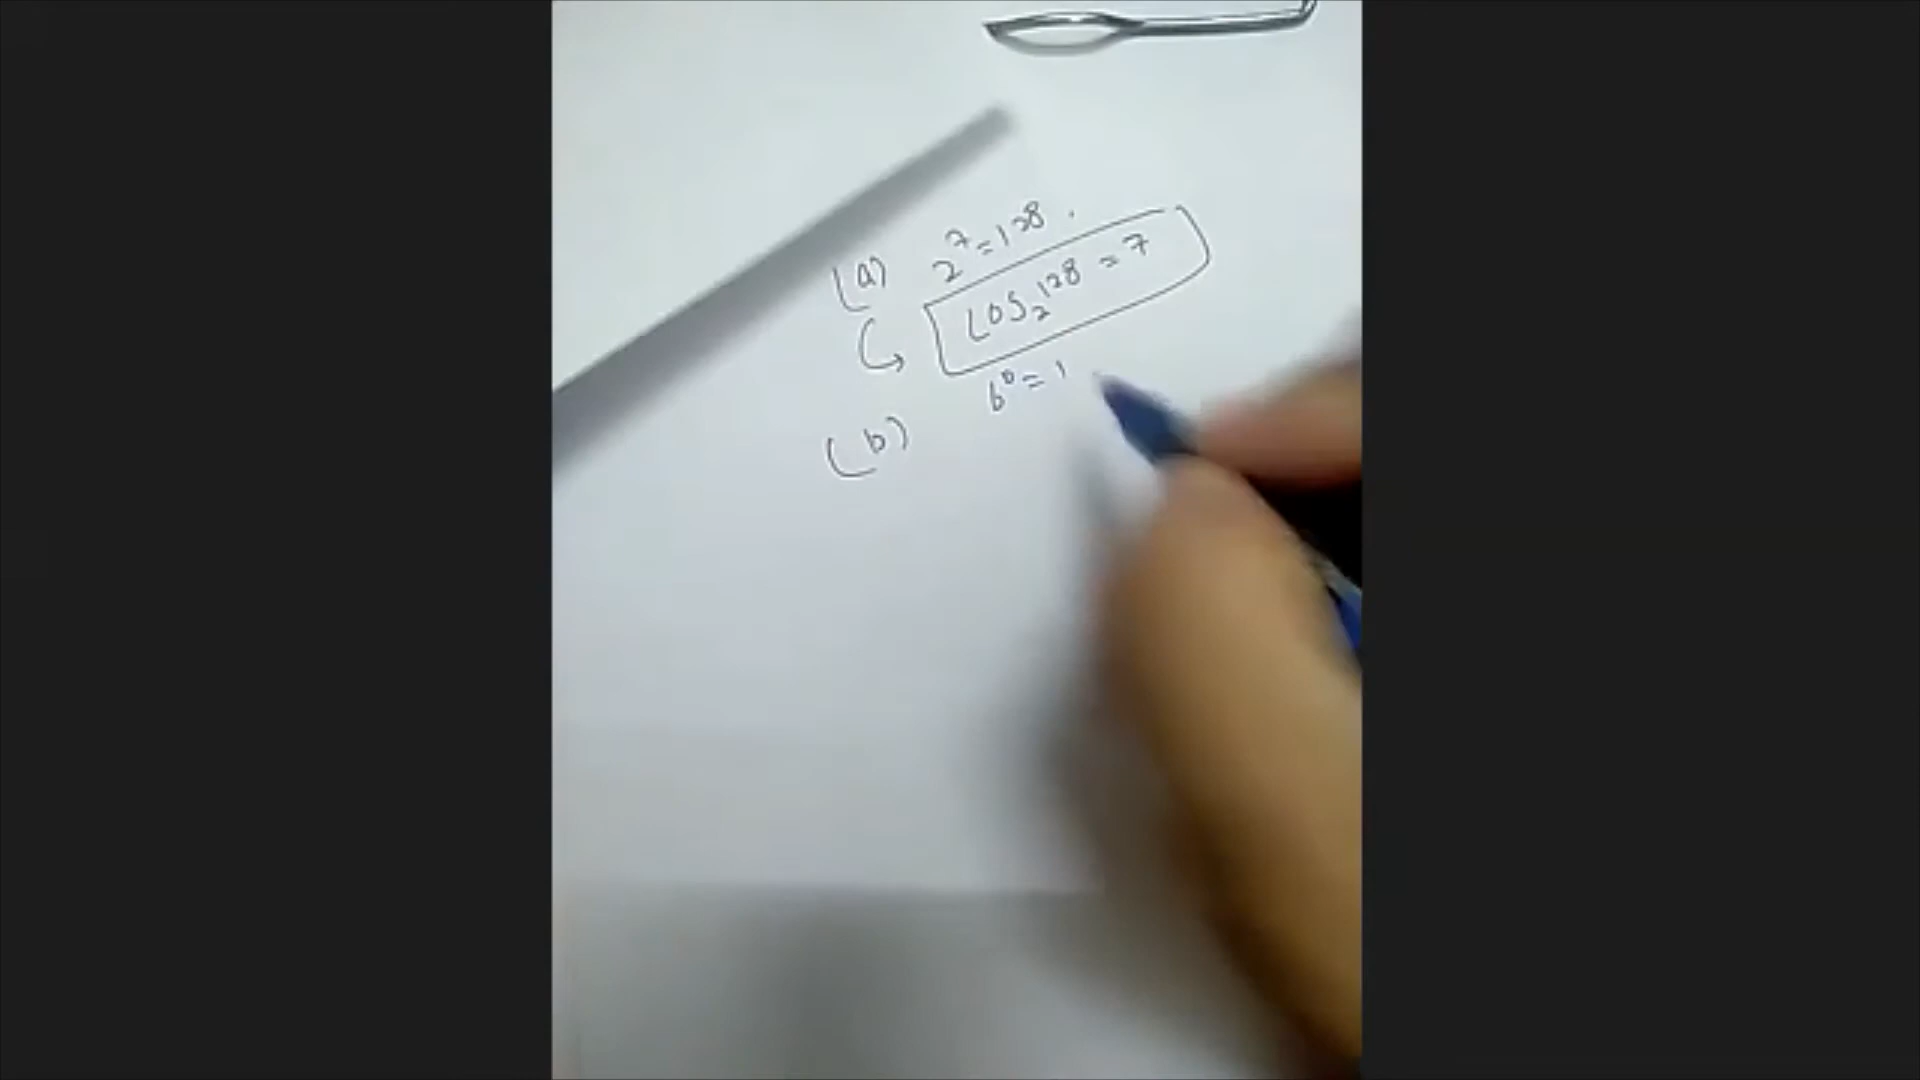 (a) 2⁷ = 128.
LOG₂128 = 7
(b) 6⁰ = 1